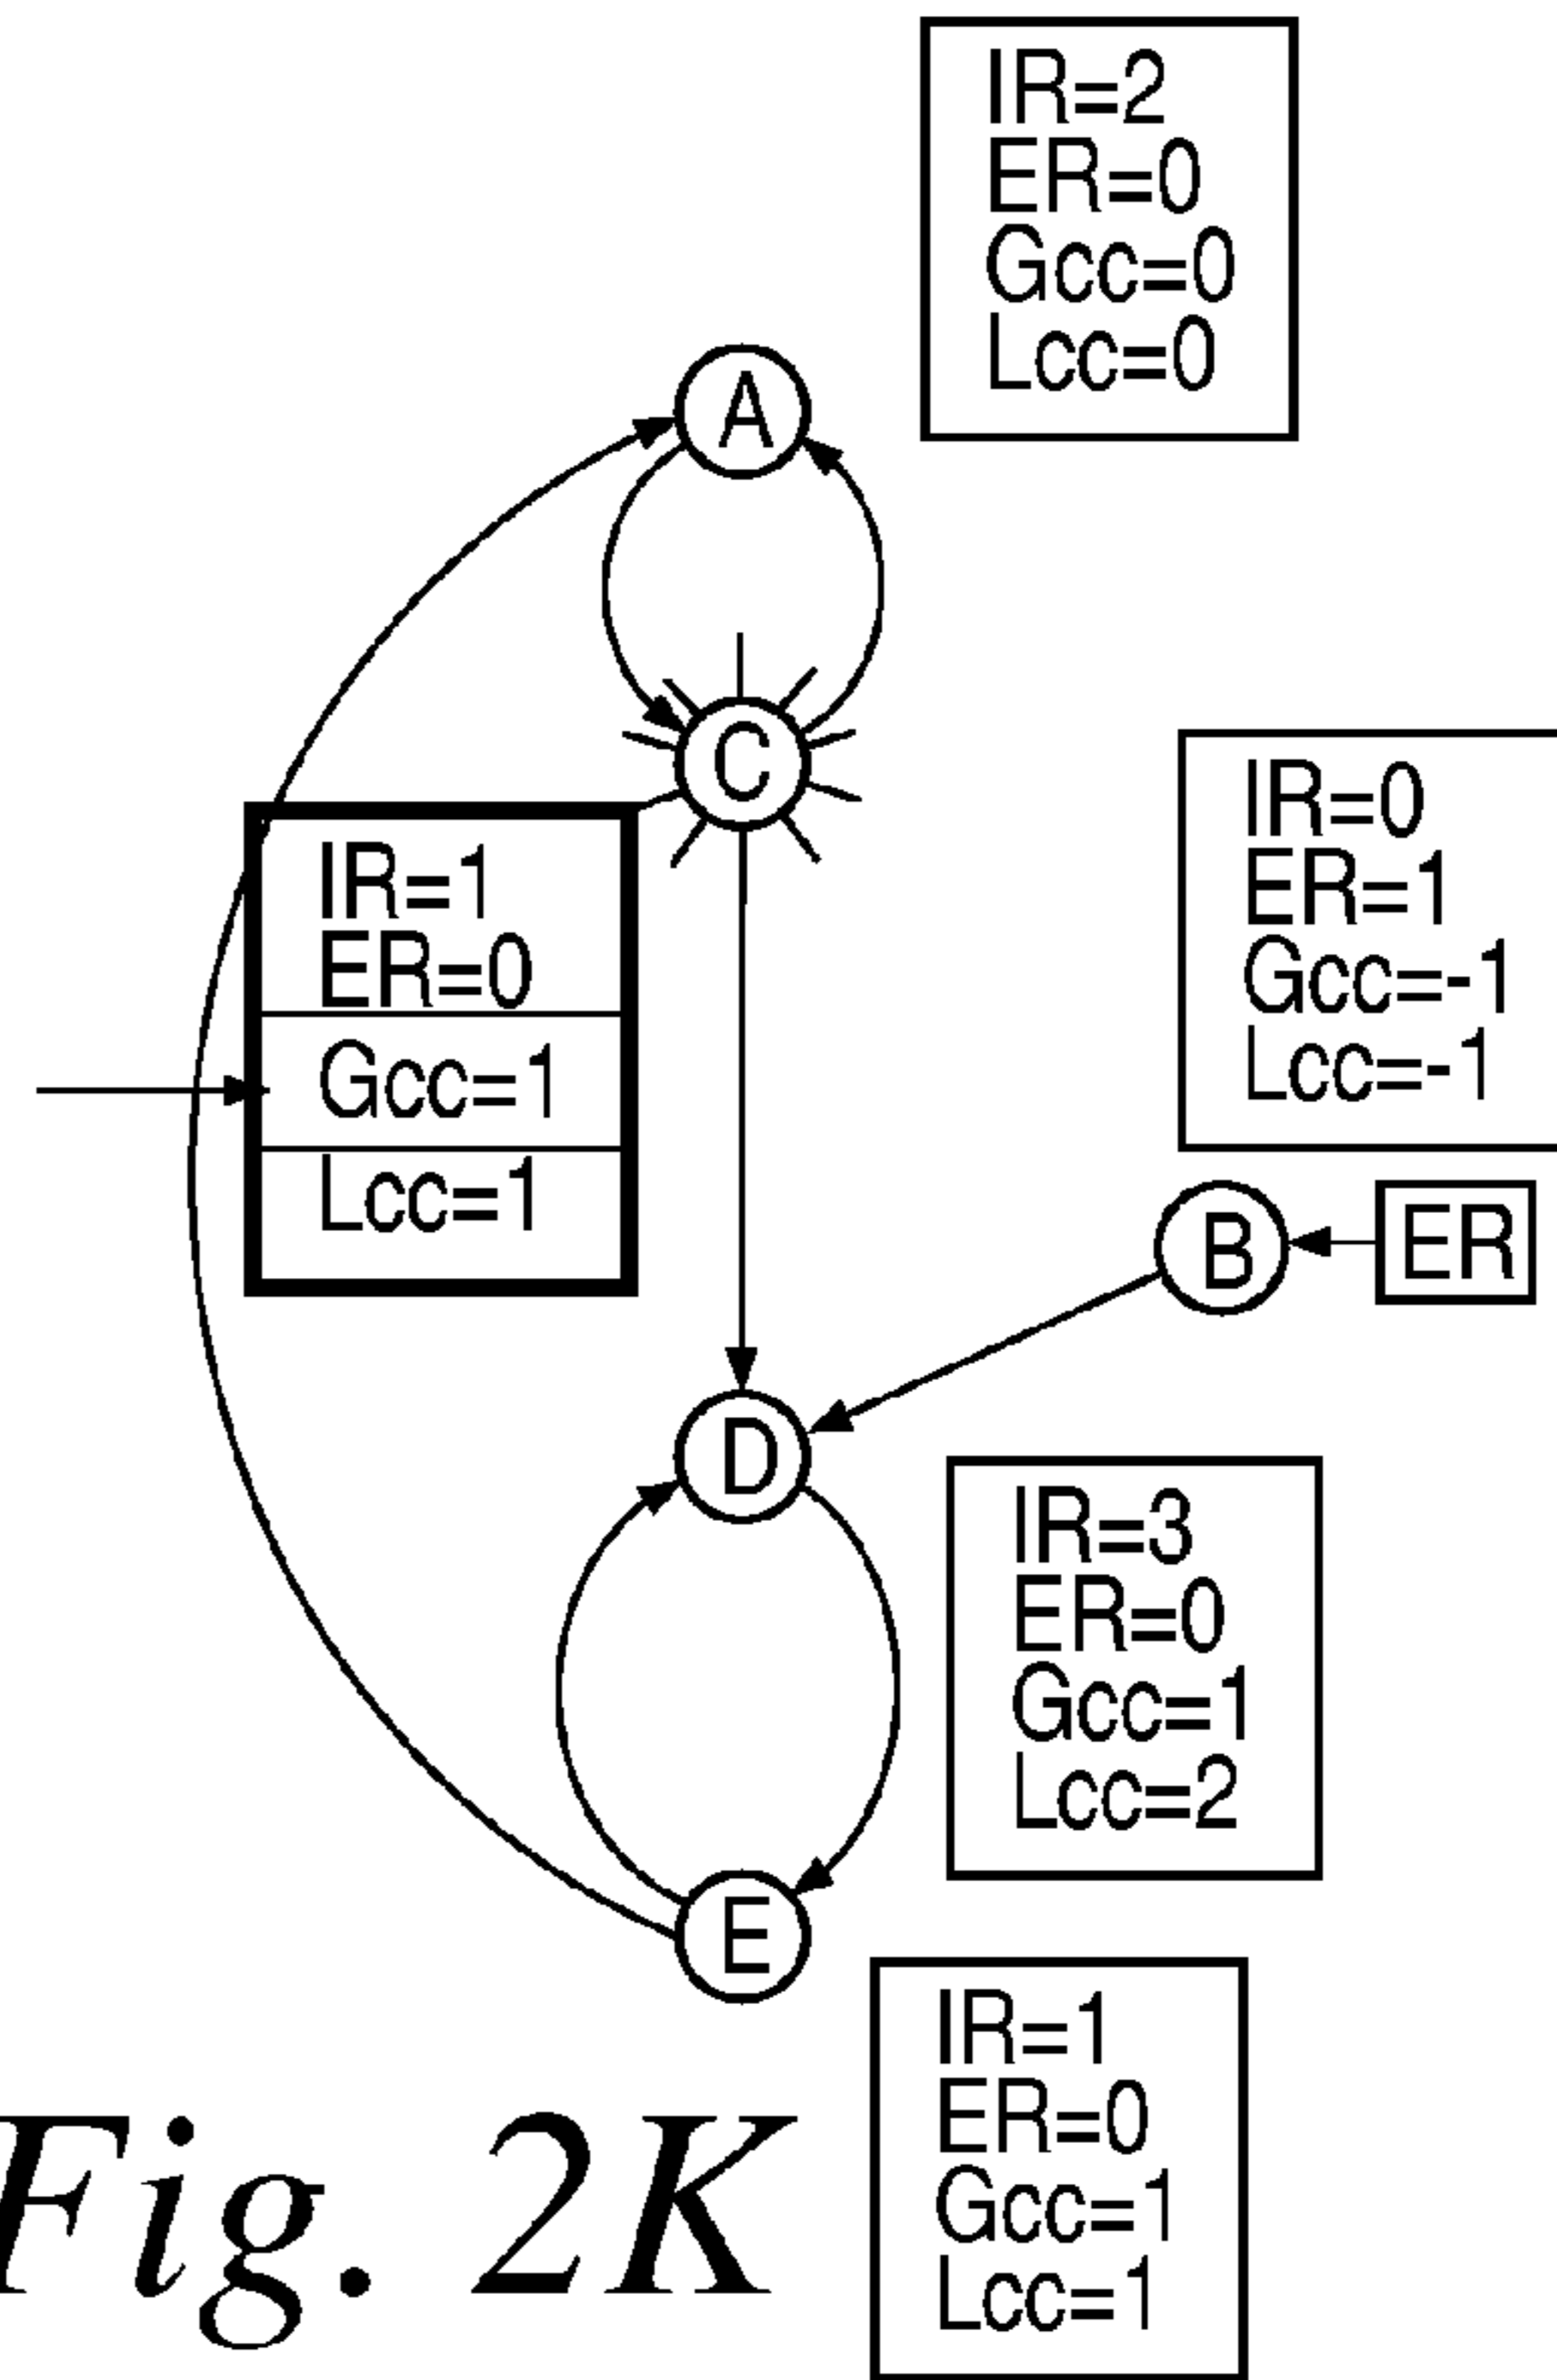 IR=2
ER=0
Gcc=0
Lcc=0
A
C
IR=0
ER=1
Gcc=-1
Lcc=-1
IR=1
ER=0
Gcc=1
Lcc=1
B
ER
D
IR=3
ER=0
Gcc=1
Lcc=2
E
IR=1
ER=0
Gcc=1
Lcc=1
Fig. 2K